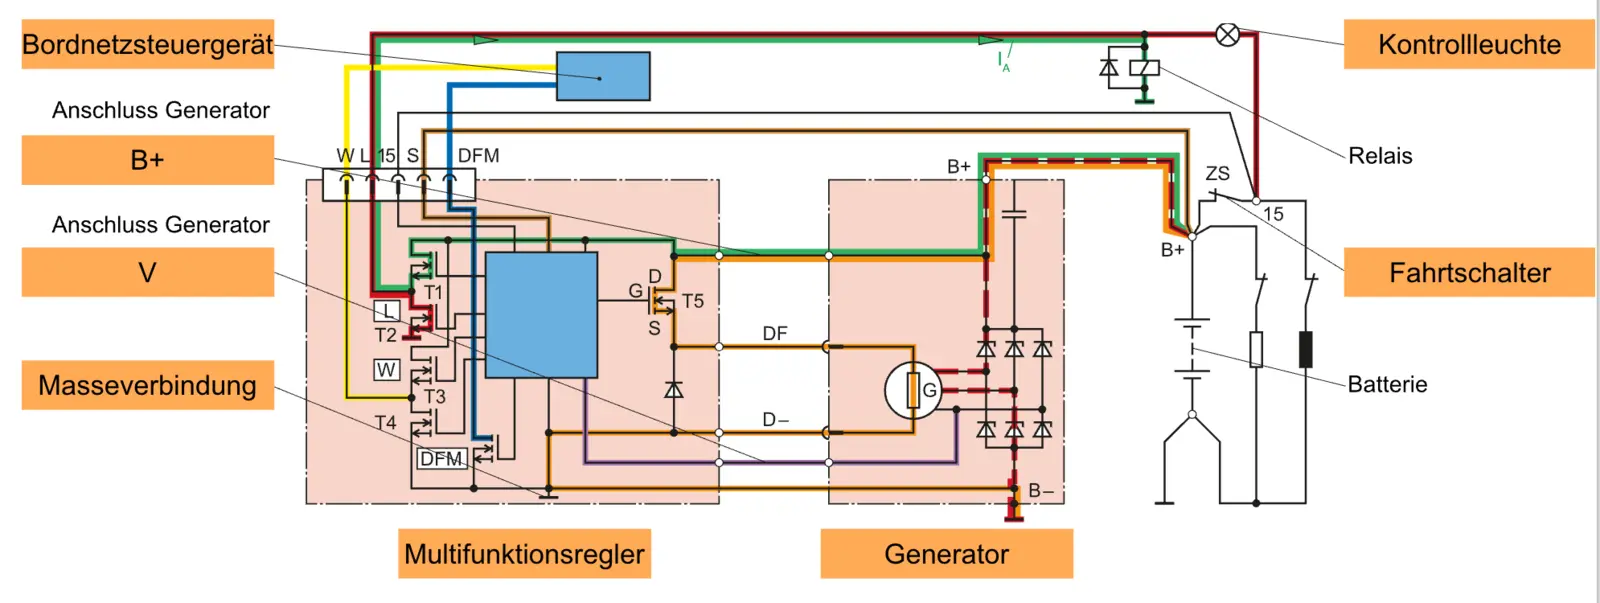 Bordnetzsteuergerät
Kontrollleuchte
I_A
Anschluss Generator
B+
W L 15 S DFM
B+
Relais
ZS
15
Anschluss Generator
V
B+
Fahrtschalter
D
G
T5
S
T1
L
T2
DF
W
T3
G
Batterie
Masseverbindung
T4
D–
DFM
B–
Multifunktionsregler
Generator